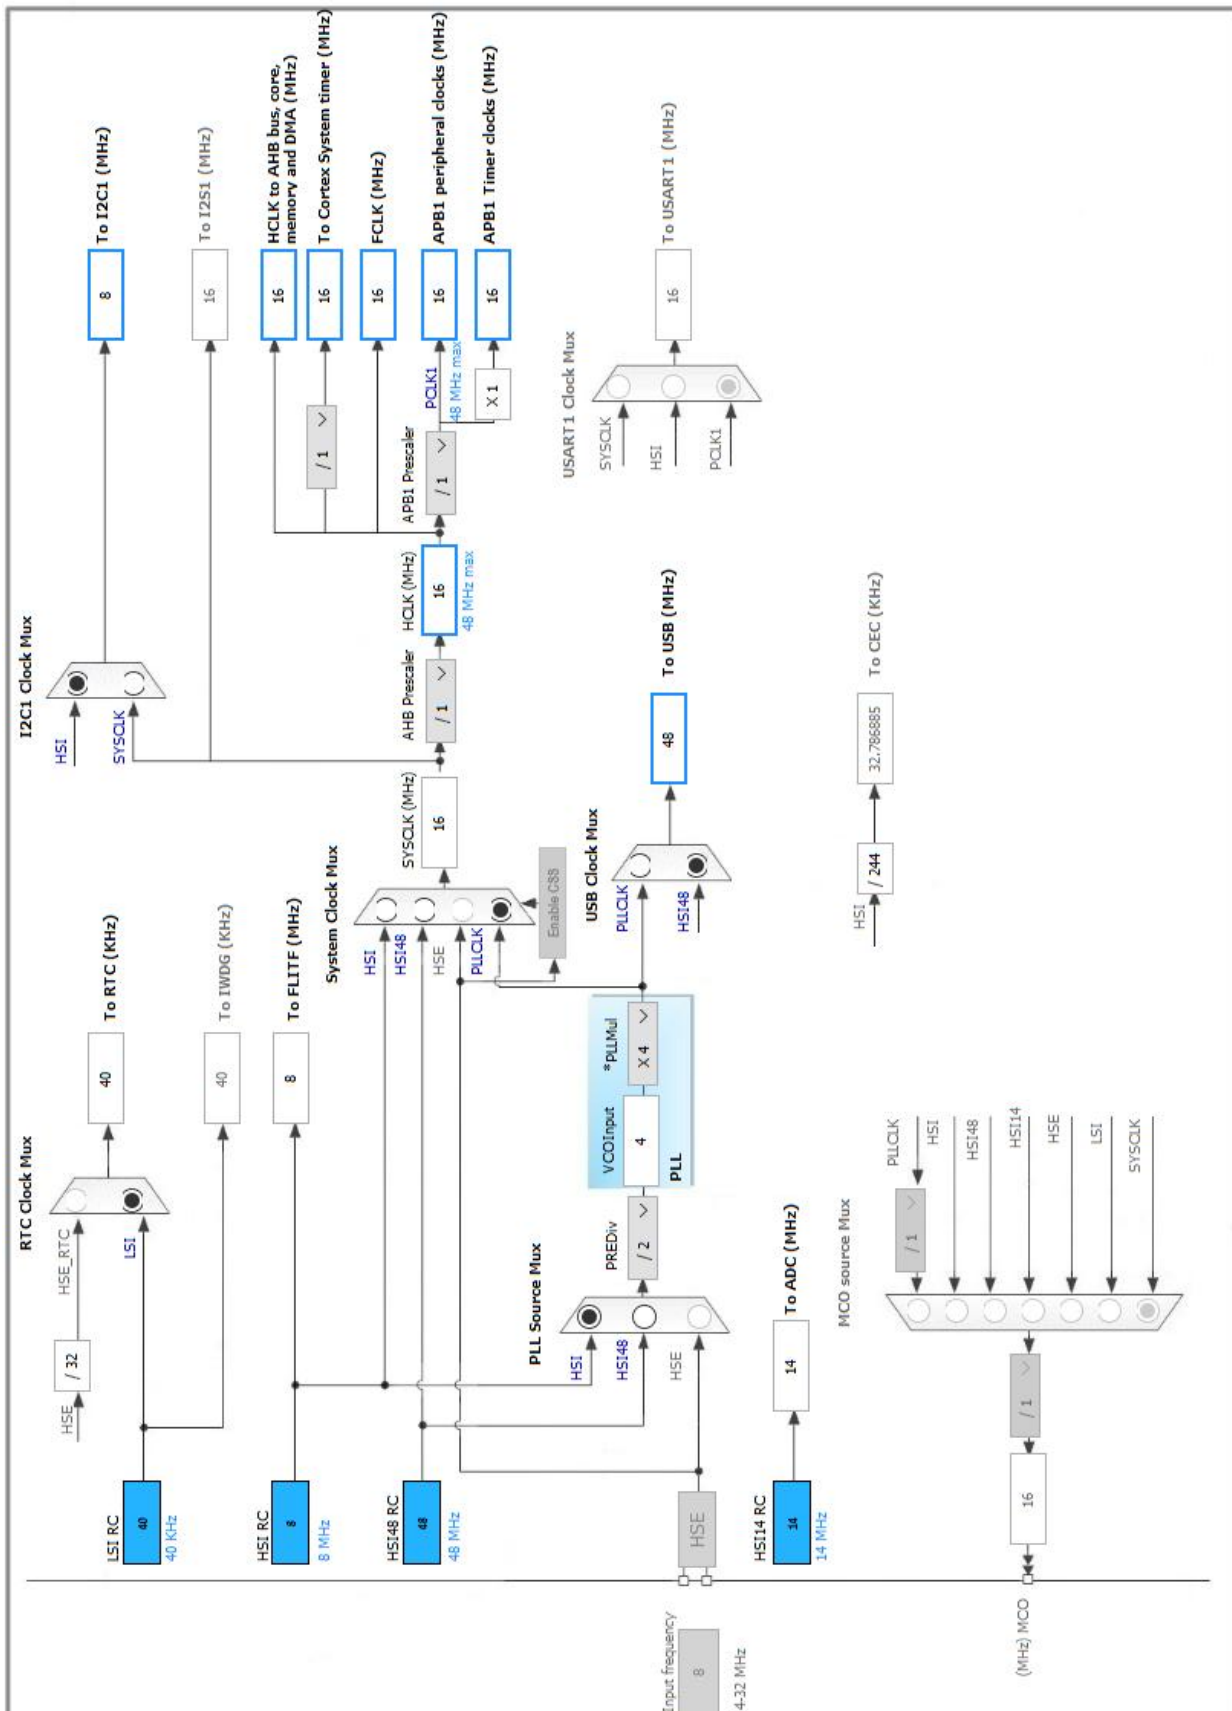 RTC Clock Mux
HSE
/ 32
HSE_RTC
LSI
40
To RTC (KHz)
LSI RC
40
40 KHz
40
To IWDG (KHz)
HSI RC
8
8 MHz
8
To FLITF (MHz)
HSI48 RC
48
48 MHz
I2C1 Clock Mux
HSI
SYSCLK
8
To I2C1 (MHz)
16
To I2S1 (MHz)
System Clock Mux
HSI
HSI48
HSE
PLLCLK
Enable CSS
SYSCLK (MHz)
16
AHB Prescaler
/ 1
HCLK (MHz)
16
48 MHz max
APB1 Prescaler
/ 1
PCLK1
48 MHz max
X 1
/ 1
16
HCLK to AHB bus, core,
memory and DMA (MHz)
16
To Cortex System timer (MHz)
16
FCLK (MHz)
16
APB1 peripheral clocks (MHz)
16
APB1 Timer clocks (MHz)
PLL Source Mux
HSI
HSI48
HSE
PREDiv
/ 2
VCOInput
4
*PLLMul
X 4
PLL
USB Clock Mux
PLLCLK
HSI48
48
To USB (MHz)
USART1 Clock Mux
SYSCLK
HSI
PCLK1
16
To USART1 (MHz)
Input frequency
8
4-32 MHz
HSE
HSI14 RC
14
14 MHz
14
To ADC (MHz)
HSI
/ 244
32.786885
To CEC (KHz)
MCO source Mux
(MHz) MCO
16
/ 1
/ 1
PLLCLK
HSI
HSI48
HSI14
HSE
LSI
SYSCLK